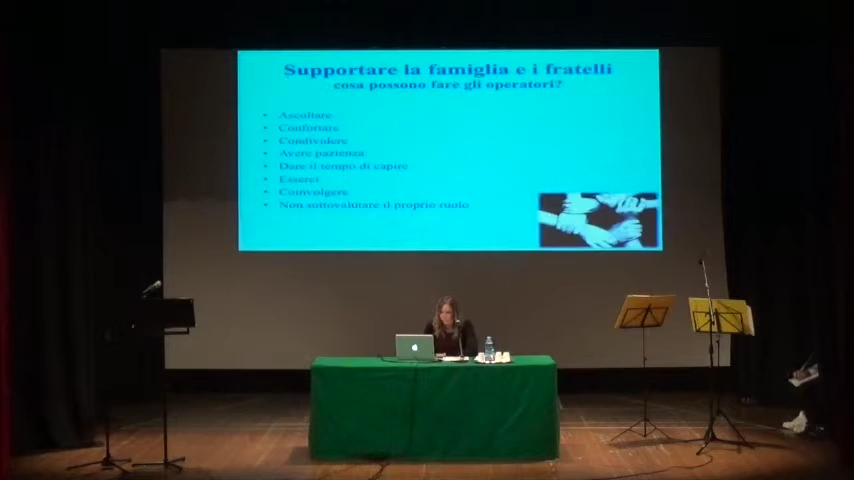 Supportare la famiglia e i fratelli
cosa possono fare gli operatori?
• Ascoltare
• Confortare
• Condividere
• Avere pazienza
• Dare il tempo di capire
• Esserci
• Coinvolgere
• Non sottovalutare il proprio ruolo